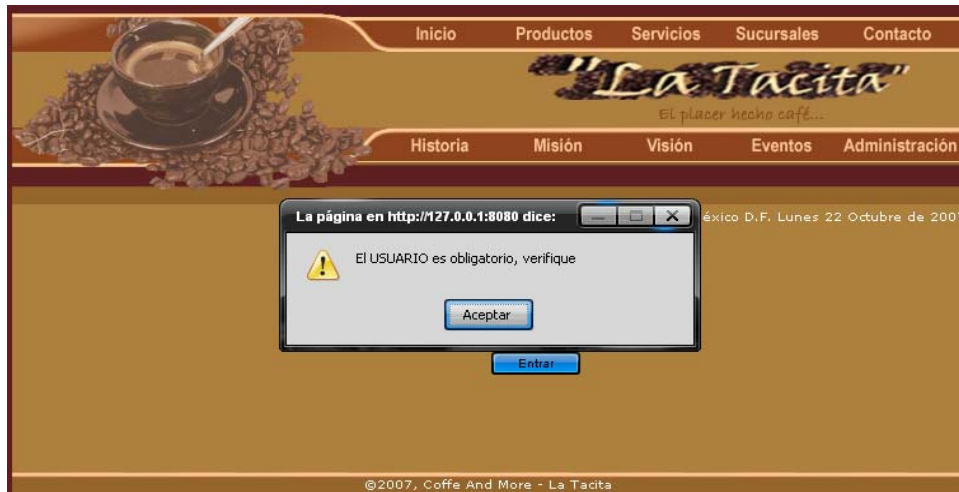 Inicio Productos Servicios Sucursales Contacto
"La Tacita"
El placer hecho café...
Historia Misión Visión Eventos Administración
éxico D.F. Lunes 22 Octubre de 200
La página en http://127.0.0.1:8080 dice:
El USUARIO es obligatorio, verifique
Aceptar
Entrar
©2007, Coffe And More - La Tacita